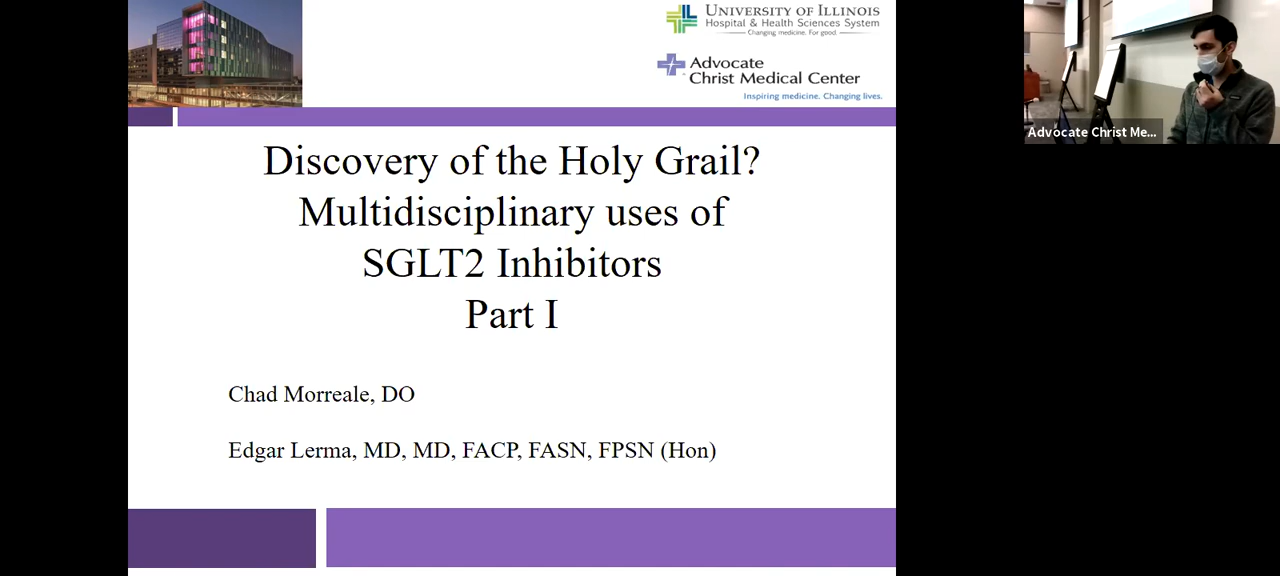 UNIVERSITY OF ILLINOIS
Hospital & Health Sciences System
Changing medicine. For good.
Advocate
Christ Medical Center
Inspiring medicine. Changing lives.
Discovery of the Holy Grail?
Multidisciplinary uses of
SGLT2 Inhibitors
Part I
Chad Morreale, DO
Edgar Lerma, MD, MD, FACP, FASN, FPSN (Hon)
Advocate Christ Me...